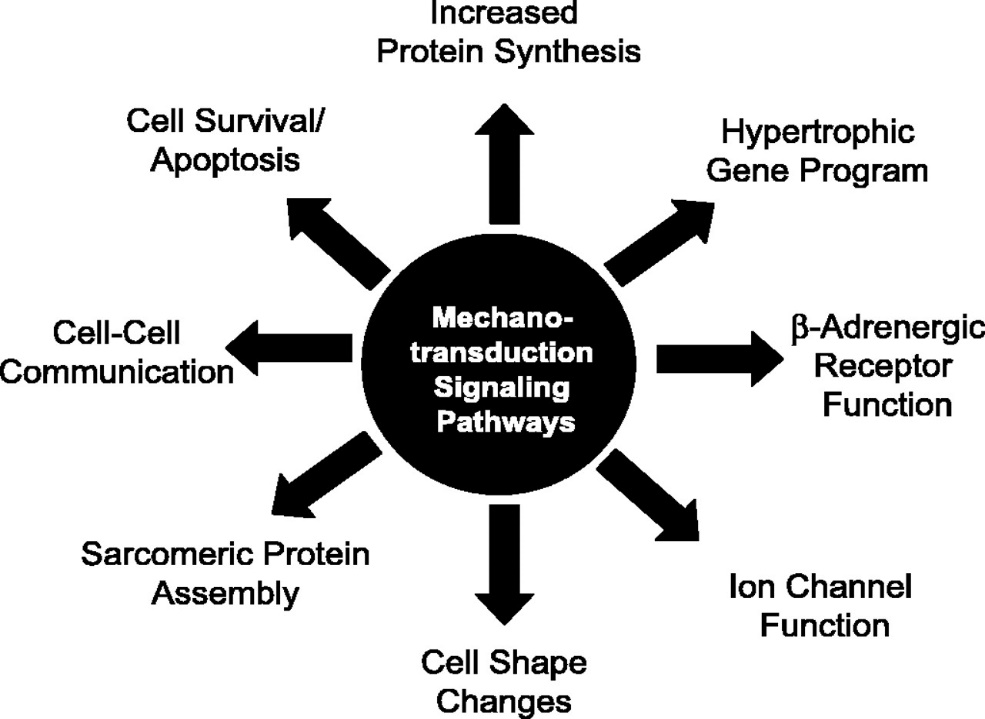 Increased
Protein Synthesis
Cell Survival/
Apoptosis
Hypertrophic
Gene Program
Cell-Cell
Communication
Mechano-
transduction
Signaling
Pathways
β-Adrenergic
Receptor
Function
Sarcomeric Protein
Assembly
Ion Channel
Function
Cell Shape
Changes